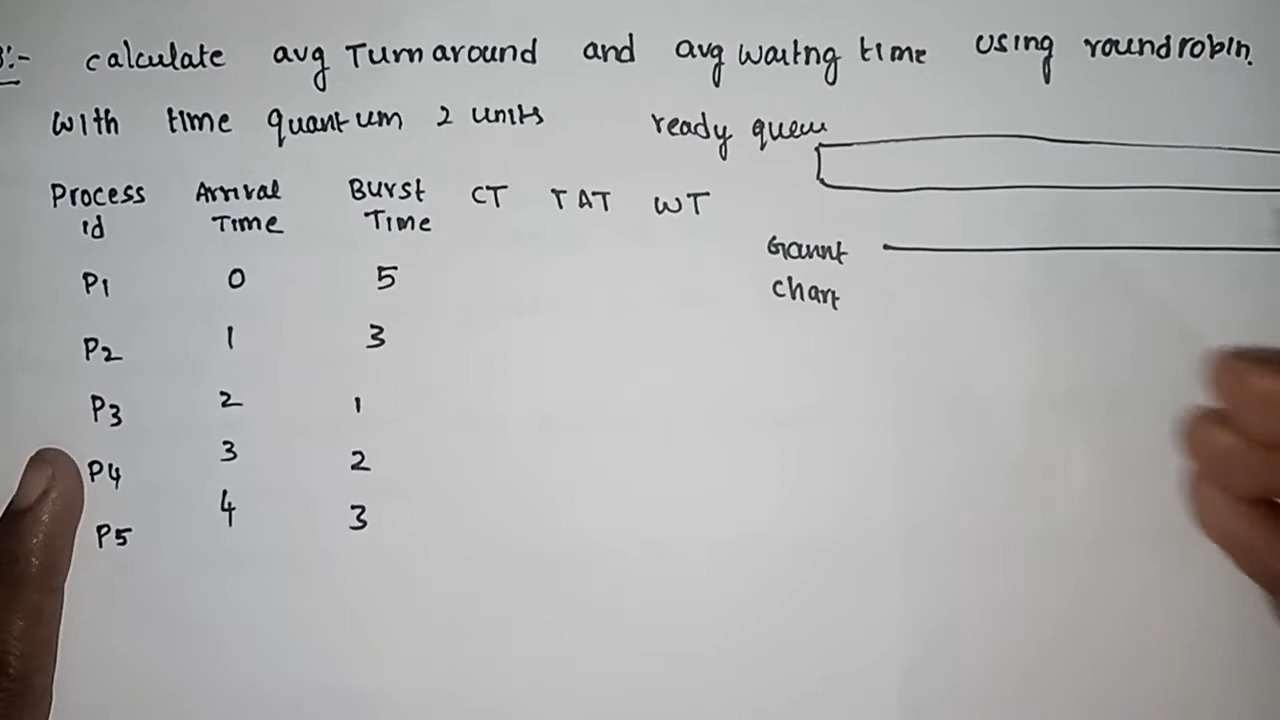 3:- calculate avg Turnaround and avg waitng time using roundrobin.
with time quantum 2 units ready queue
Process Id Arrival Time Burst Time CT TAT WT
Gannt chart
P1 0 5
P2 1 3
P3 2 1
P4 3 2
P5 4 3